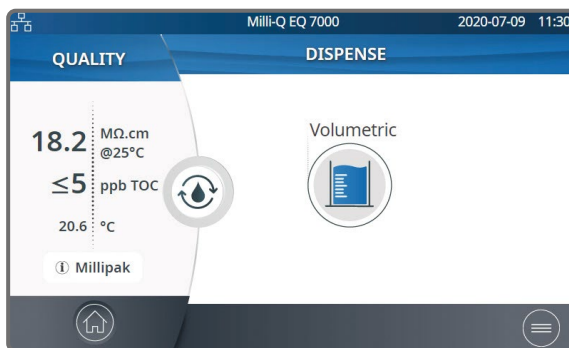 Milli-Q EQ 7000
2020-07-09 11:30
QUALITY
DISPENSE
18.2 MΩ.cm
@25°C
≤5 ppb TOC
20.6 °C
i Millipak
Volumetric